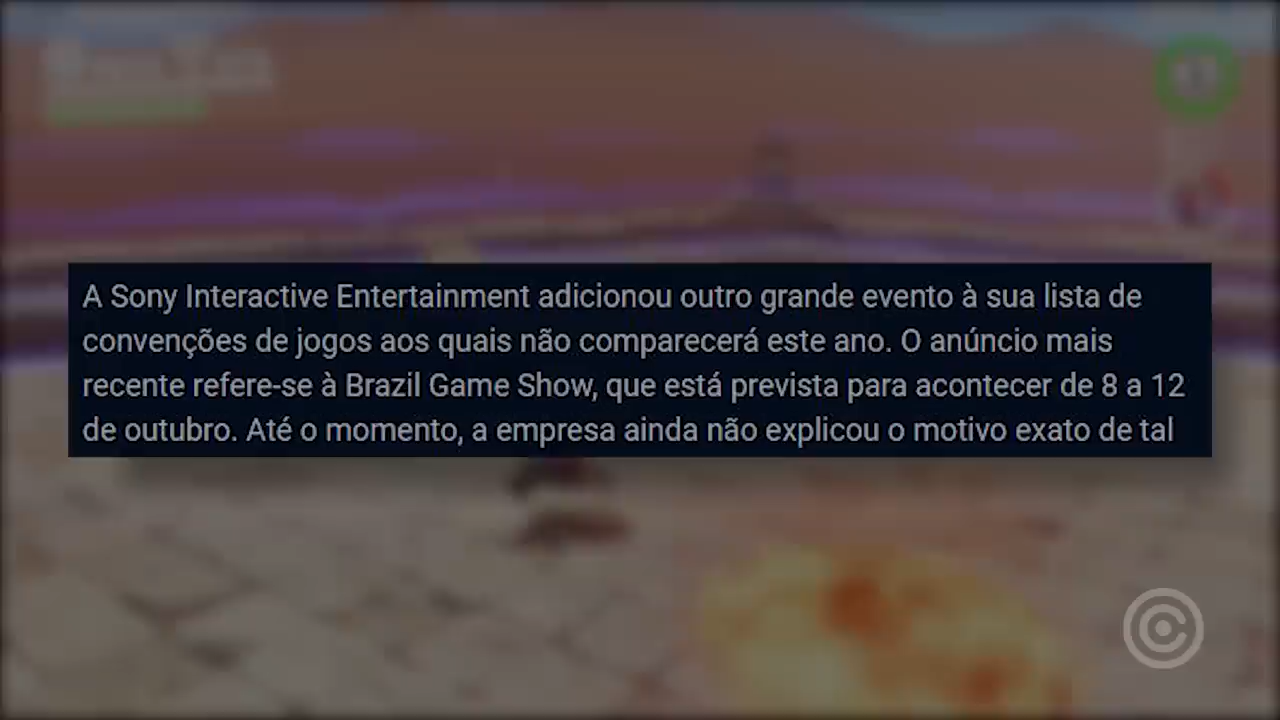 A Sony Interactive Entertainment adicionou outro grande evento à sua lista de
convenções de jogos aos quais não comparecerá este ano. O anúncio mais
recente refere-se à Brazil Game Show, que está prevista para acontecer de 8 a 12
de outubro. Até o momento, a empresa ainda não explicou o motivo exato de tal